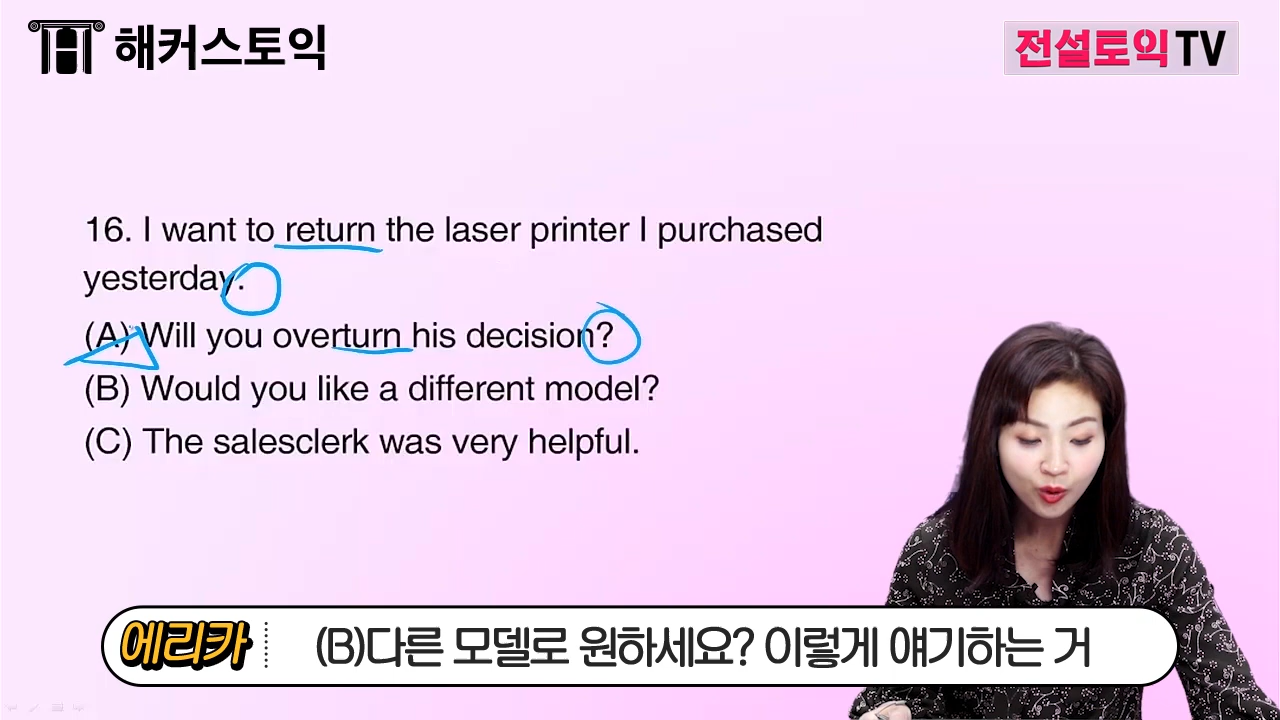 해커스토익
전설토익TV
16. I want to return the laser printer I purchased
yesterday.
(A) Will you overturn his decision?
(B) Would you like a different model?
(C) The salesclerk was very helpful.
에리카
(B)다른 모델로 원하세요? 이렇게 얘기하는 거